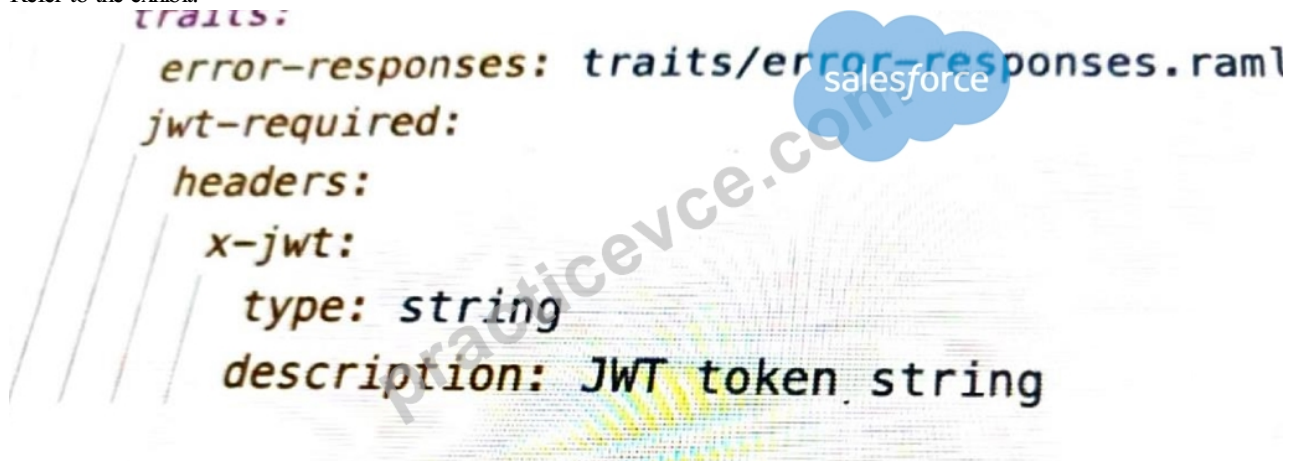 Refer to the exhibit.
traits:
error-responses: traits/error-responses.raml
salesforce
jwt-required:
headers:
x-jwt:
type: string
description: JWT token string
practicevce.com